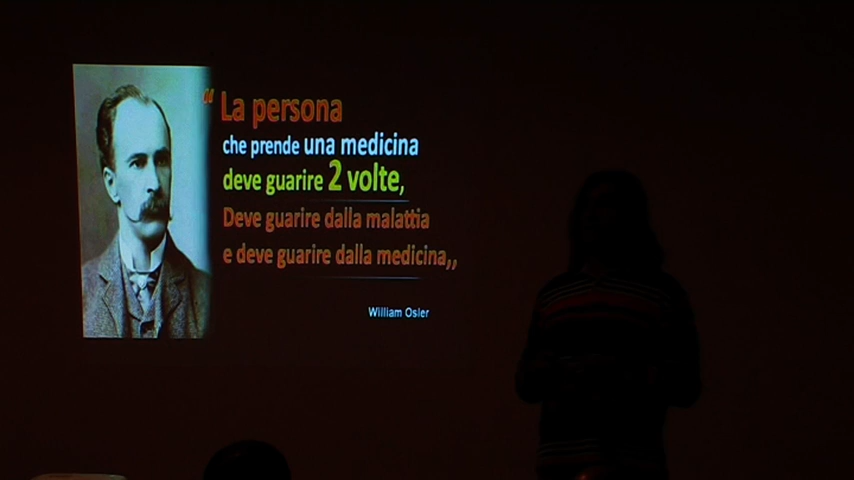 “ La persona
che prende una medicina
deve guarire 2 volte,
Deve guarire dalla malattia
e deve guarire dalla medicina,,
William Osler